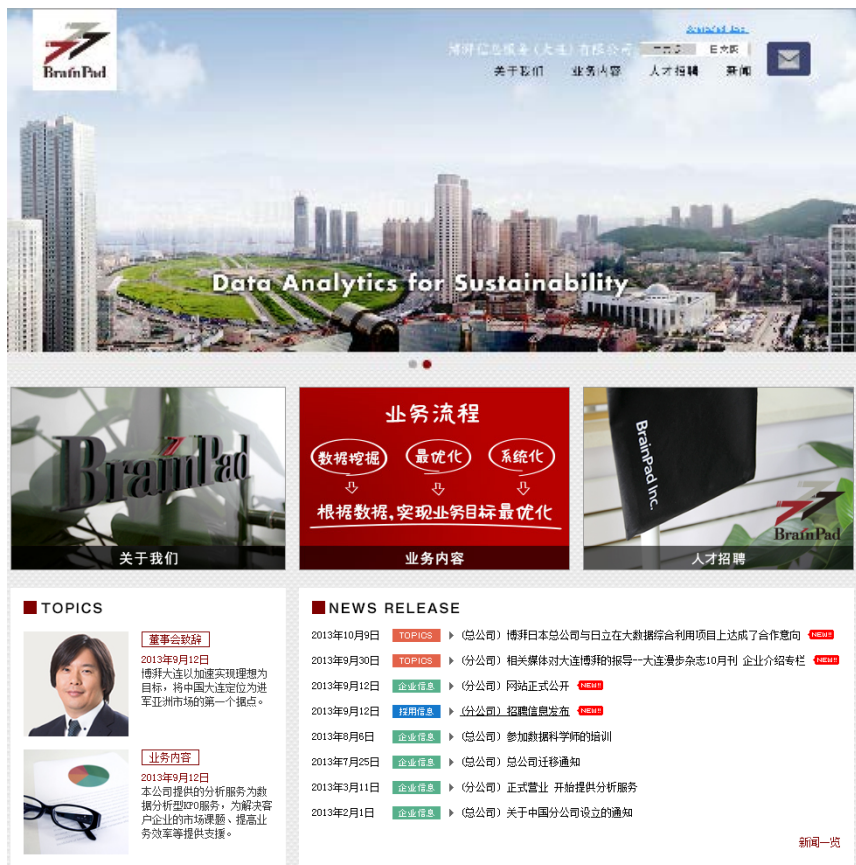 BrainPad
BrainPad Inc.
博湃信息服务(大连)有限公司
日文版
关于我们 业务内容 人才招聘 新闻
Data Analytics for Sustainability
BrainPad
关于我们
业务流程
数据挖掘 最优化 系统化
根据数据,实现业务目标最优化
业务内容
BrainPad Inc.
BrainPad
人才招聘
TOPICS
董事会致辞
2013年9月12日
博湃大连以加速实现理想为
目标,将中国大连定位为进
军亚洲市场的第一个据点。
业务内容
2013年9月12日
本公司提供的分析服务为数
据分析型KPO服务,为解决客
户企业的市场课题、提高业
务效率等提供支援。
NEWS RELEASE
2013年10月9日 TOPICS (总公司)博湃日本总公司与日立在大数据综合利用项目上达成了合作意向 NEW!!
2013年9月30日 TOPICS (分公司)相关媒体对大连博湃的报导--大连漫步杂志10月刊 企业介绍专栏 NEW!!
2013年9月12日 企业信息 (分公司)网站正式公开 NEW!!
2013年9月12日 採用信息 (分公司)招聘信息发布 NEW!!
2013年8月6日 企业信息 (总公司)参加数据科学师的培训
2013年7月25日 企业信息 (总公司)总公司迁移通知
2013年3月11日 企业信息 (分公司)正式营业 开始提供分析服务
2013年2月1日 企业信息 (总公司)关于中国分公司设立的通知
新闻一览